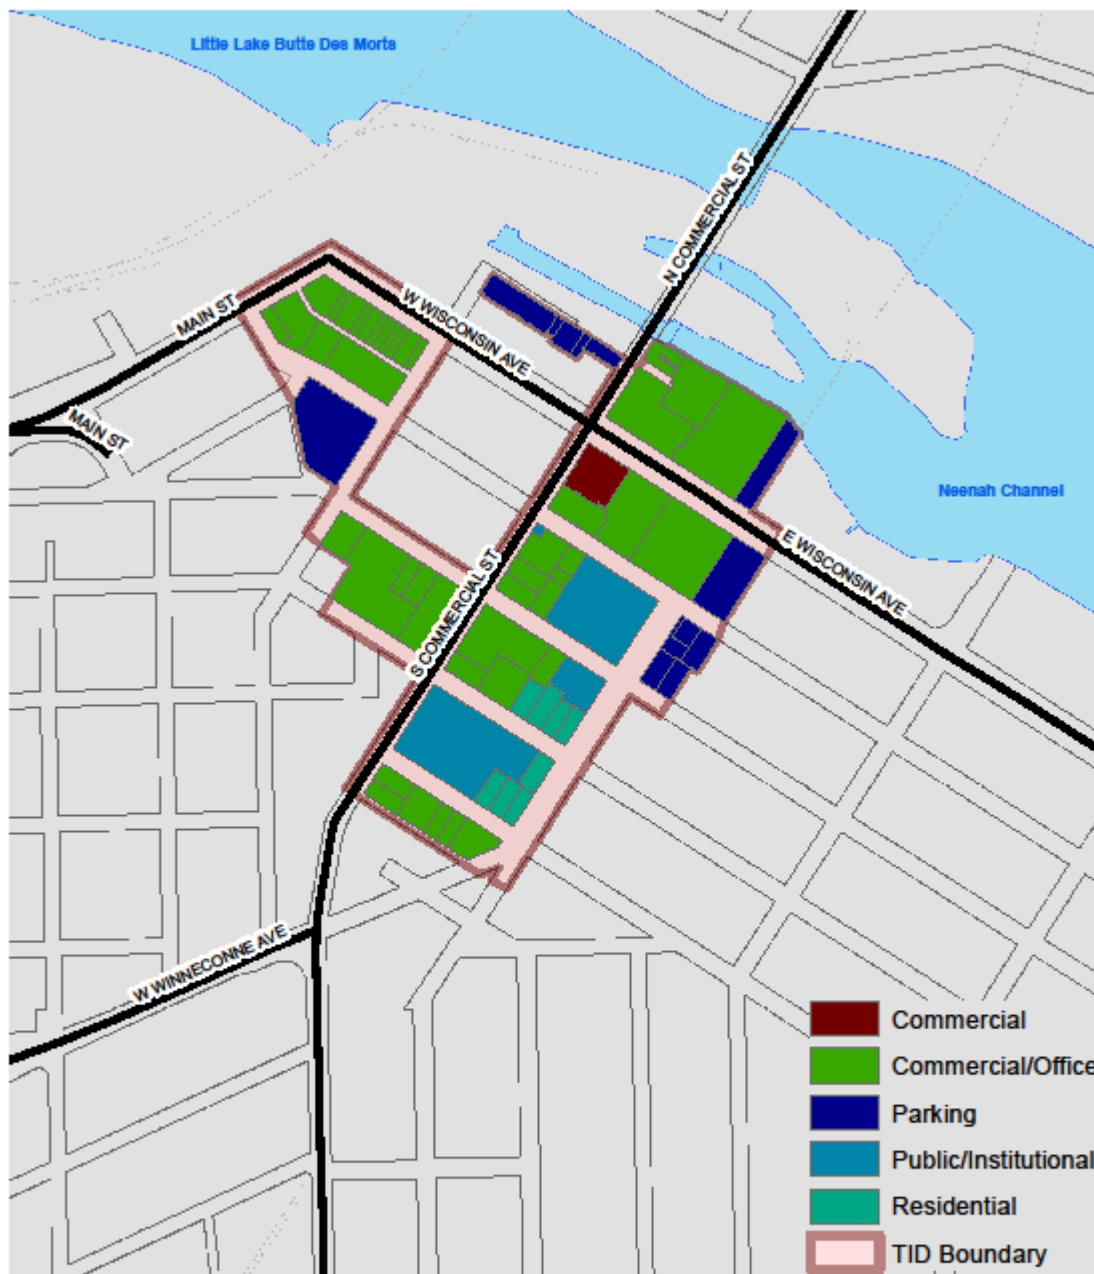 Little Lake Butte Des Morts
N COMMERCIAL ST
MAIN ST
W WISCONSIN AVE
MAIN ST
Neenah Channel
E WISCONSIN AVE
S COMMERCIAL ST
W WINNECONNE AVE
Commercial
Commercial/Office
Parking
Public/Institutional
Residential
TID Boundary